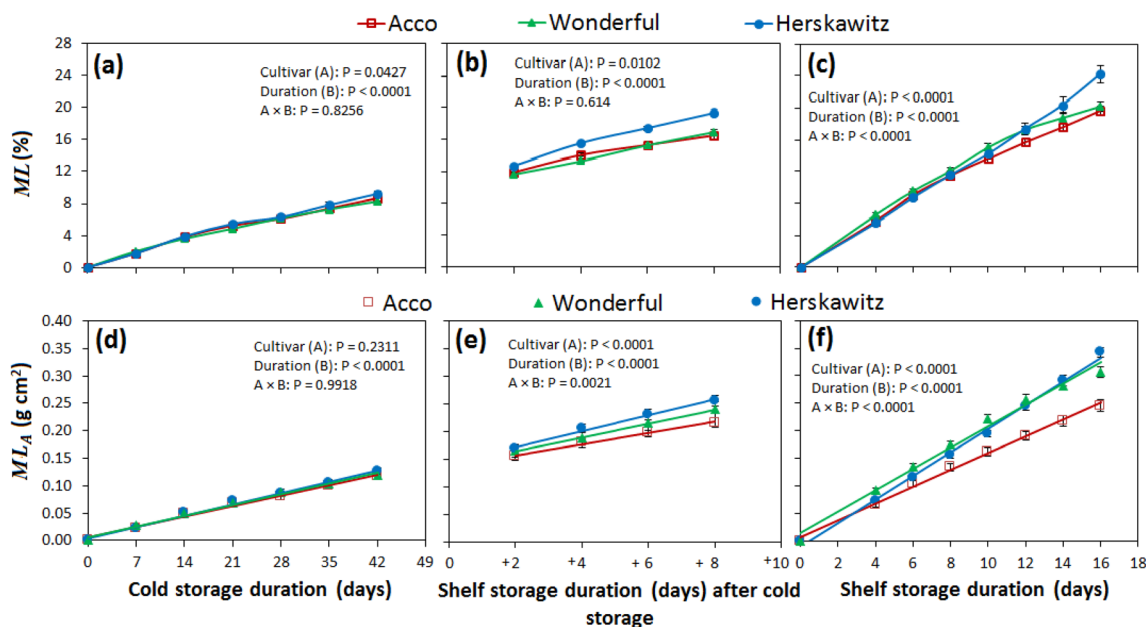 Acco Wonderful Herskawitz
28
24
20
16
12
8
4
0
ML (%)
(a)
Cultivar (A): P = 0.0427
Duration (B): P < 0.0001
A × B: P = 0.8256
(b)
Cultivar (A): P = 0.0102
Duration (B): P < 0.0001
A × B: P = 0.614
(c)
Cultivar (A): P < 0.0001
Duration (B): P < 0.0001
A × B: P < 0.0001
Acco Wonderful Herskawitz
0.40
0.35
0.30
0.25
0.20
0.15
0.10
0.05
0.00
ML_A (g cm²)
(d)
Cultivar (A): P = 0.2311
Duration (B): P < 0.0001
A × B: P = 0.9918
(e)
Cultivar (A): P < 0.0001
Duration (B): P < 0.0001
A × B: P = 0.0021
(f)
Cultivar (A): P < 0.0001
Duration (B): P < 0.0001
A × B: P < 0.0001
0 7 14 21 28 35 42 49
Cold storage duration (days)
+2 +4 +6 +8 +10
Shelf storage duration (days) after cold
storage
0 2 4 6 8 10 12 14 16 18
Shelf storage duration (days)